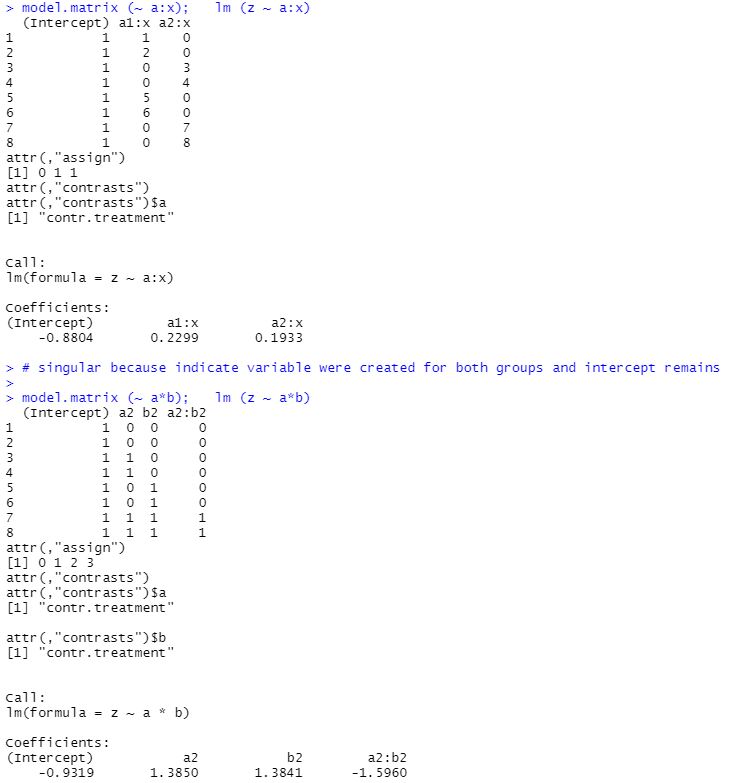 > model.matrix (~ a:x);   lm (z ~ a:x)
  (Intercept) a1:x a2:x
1           1    1    0
2           1    2    0
3           1    0    3
4           1    0    4
5           1    5    0
6           1    6    0
7           1    0    7
8           1    0    8
attr(,"assign")
[1] 0 1 1
attr(,"contrasts")
attr(,"contrasts")$a
[1] "contr.treatment"
Call:
lm(formula = z ~ a:x)
Coefficients:
(Intercept)         a1:x         a2:x
    -0.8804       0.2299       0.1933
> # singular because indicate variable were created for both groups and intercept remains
>
> model.matrix (~ a*b);   lm (z ~ a*b)
  (Intercept) a2 b2 a2:b2
1           1  0  0     0
2           1  0  0     0
3           1  1  0     0
4           1  1  0     0
5           1  0  1     0
6           1  0  1     0
7           1  1  1     1
8           1  1  1     1
attr(,"assign")
[1] 0 1 2 3
attr(,"contrasts")
attr(,"contrasts")$a
[1] "contr.treatment"
attr(,"contrasts")$b
[1] "contr.treatment"
Call:
lm(formula = z ~ a * b)
Coefficients:
(Intercept)           a2           b2        a2:b2
    -0.9319       1.3850       1.3841      -1.5960